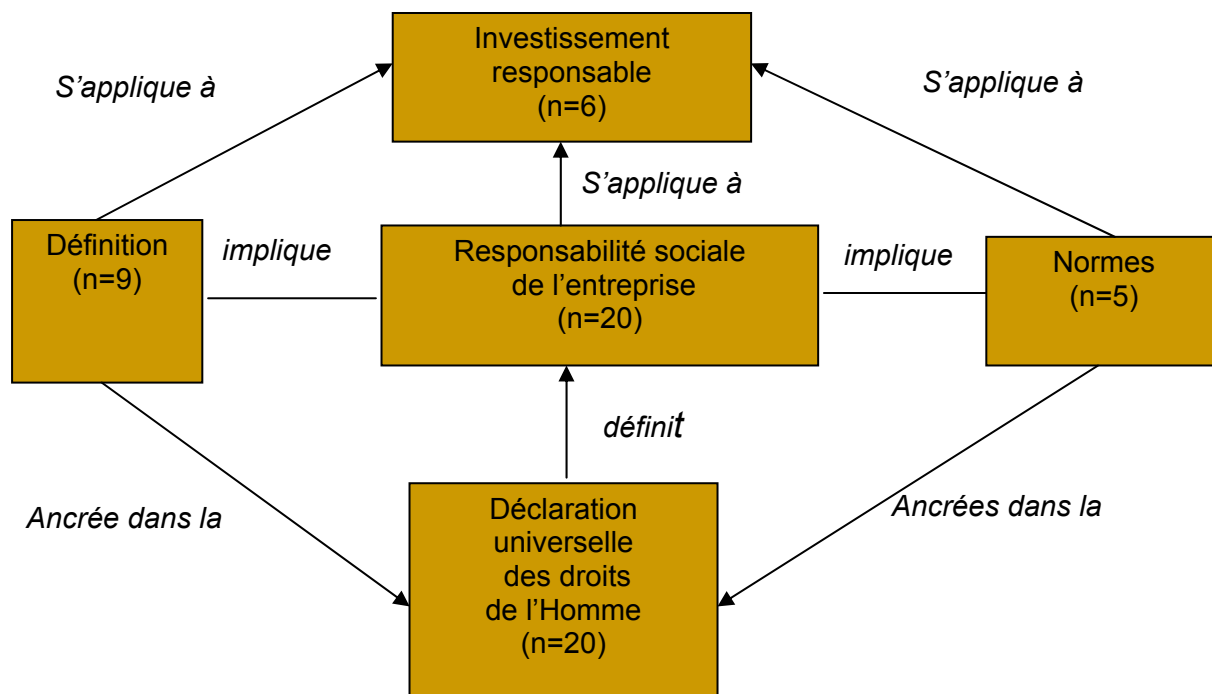 Investissement
responsable
(n=6)
S'applique à
S'applique à
S'applique à
Définition
(n=9)
implique
Responsabilité sociale
de l'entreprise
(n=20)
implique
Normes
(n=5)
définit
Ancrée dans la
Déclaration
universelle
des droits
de l'Homme
(n=20)
Ancrées dans la